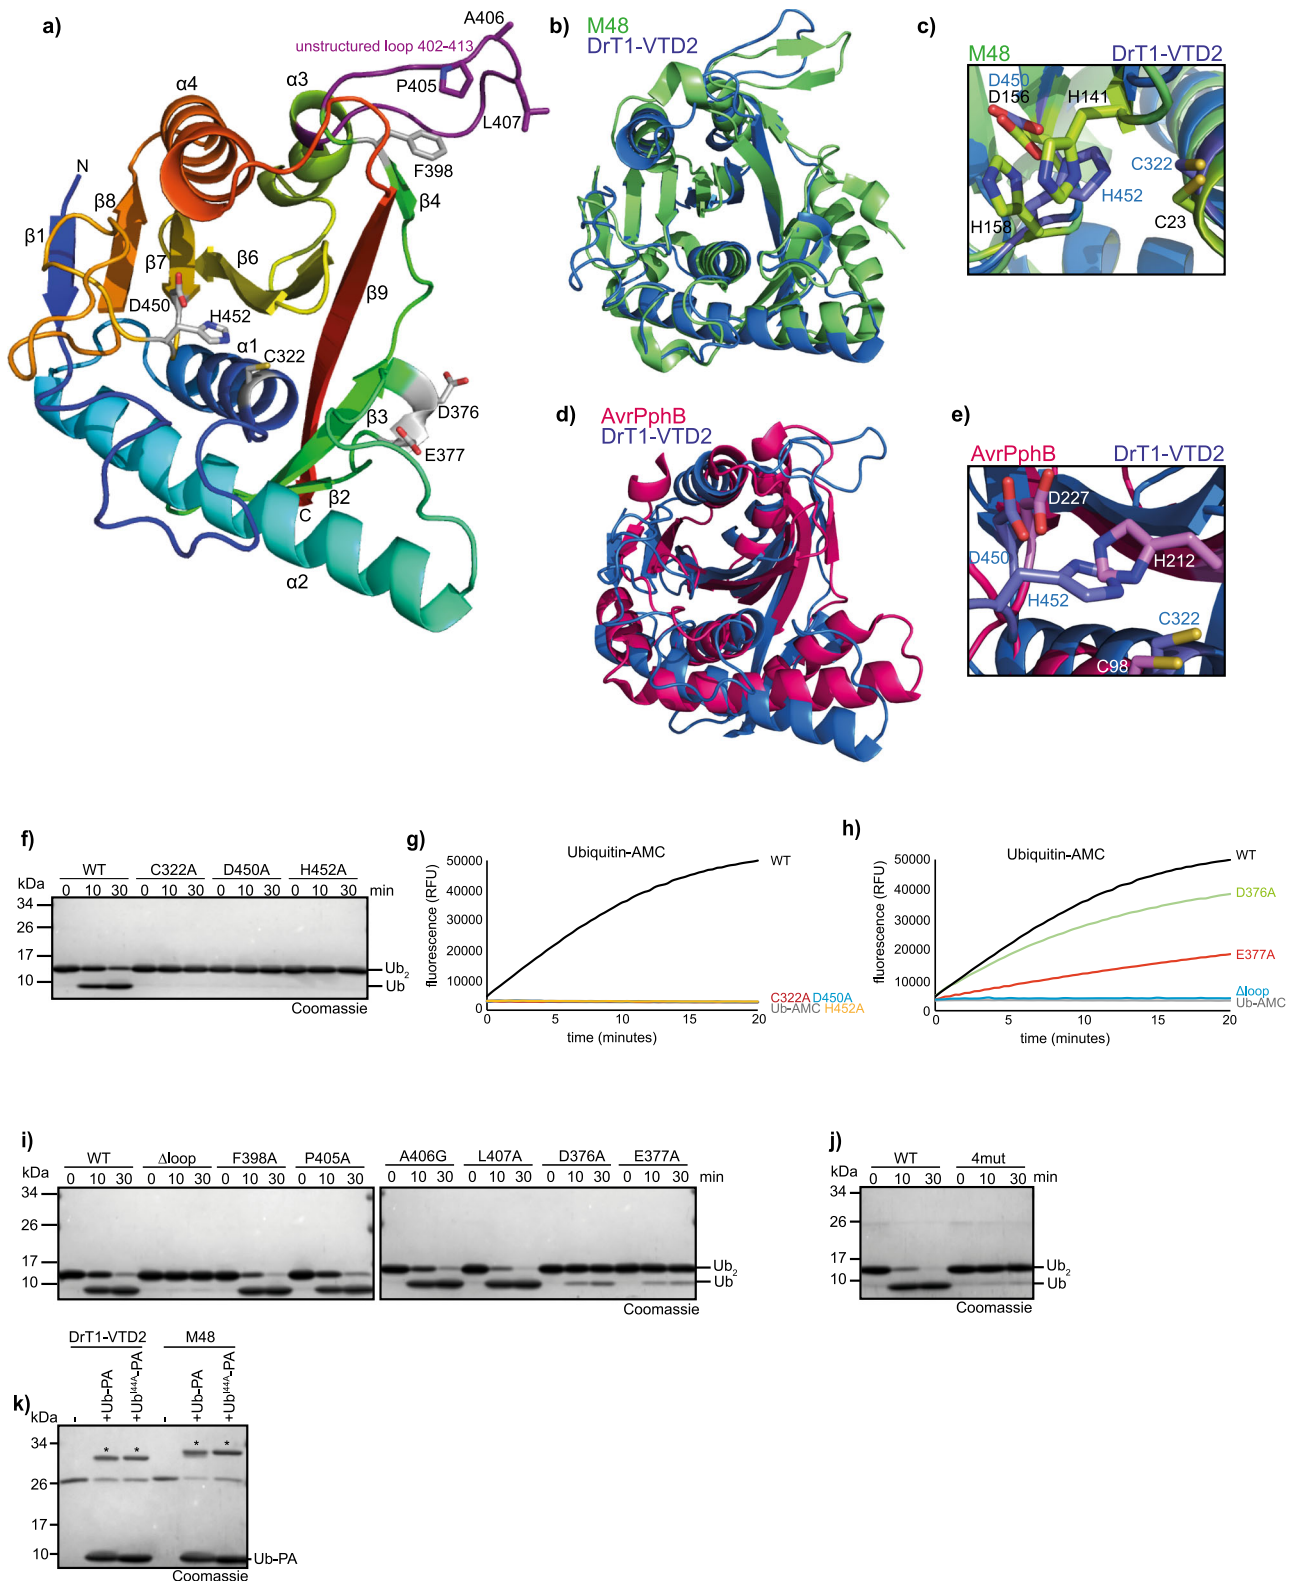 a)
unstructured loop 402-413
A406
P405
L407
α4
α3
F398
N
β8
β4
β1
β7
β6
D450
H452
β9
α1
C322
D376
β3
E377
β2
C
α2
b)
M48
DrT1-VTD2
c)
M48 DrT1-VTD2
D450
D156
H141
C322
H452
H158
C23
d)
AvrPphB
DrT1-VTD2
e)
AvrPphB DrT1-VTD2
D227
D450
H212
H452
C322
C98
f)
WT C322A D450A H452A
kDa 0 10 30 0 10 30 0 10 30 0 10 30 min
34
26
17
Ub2
10
Ub
Coomassie
g)
Ubiquitin-AMC
50000
40000
30000
20000
10000
0
fluorescence (RFU)
WT
C322A D450A
Ub-AMC H452A
0 5 10 15 20
time (minutes)
h)
Ubiquitin-AMC
50000
40000
30000
20000
10000
0
fluorescence (RFU)
WT
D376A
E377A
Δloop
Ub-AMC
0 5 10 15 20
time (minutes)
i)
WT Δloop F398A P405A A406G L407A D376A E377A
kDa 0 10 30 0 10 30 0 10 30 0 10 30 0 10 30 0 10 30 0 10 30 0 10 30 min
34
26
17
Ub2
10
Ub
Coomassie
j)
WT 4mut
kDa 0 10 30 0 10 30 min
34
26
17
Ub2
10
Ub
Coomassie
k)
DrT1-VTD2 M48
- +Ub-PA +UbI44A-PA - +Ub-PA +UbI44A-PA
kDa
34
* * * *
26
17
10
Ub-PA
Coomassie